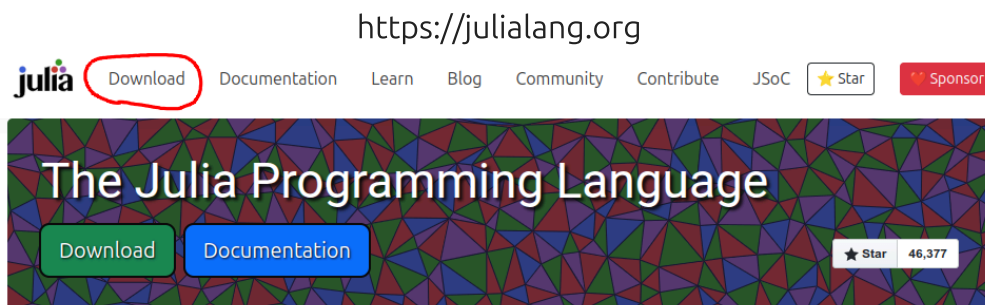 https://julialang.org
julia Download Documentation Learn Blog Community Contribute JSoC Star Sponsor
The Julia Programming Language
Download Documentation
Star 46,377